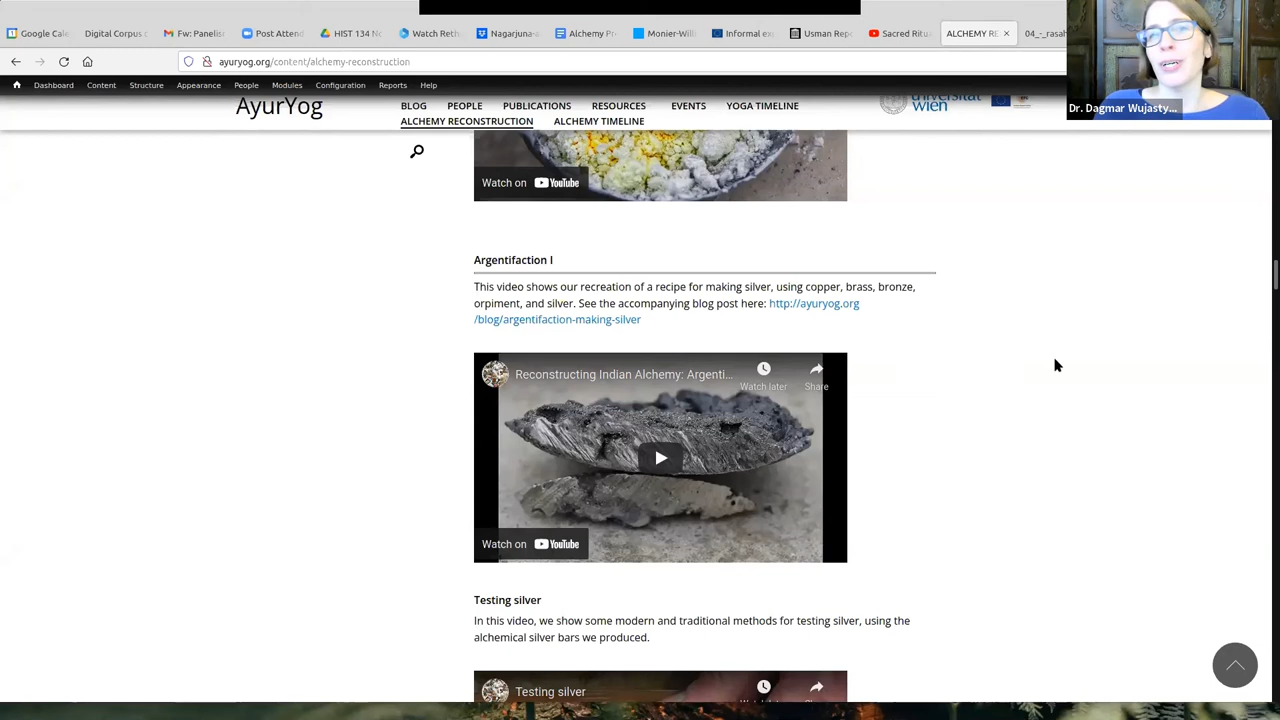 Google Cale
Digital Corpus o
Fw: Panelis
Post Attend
HIST 134 No
Watch Reth
Nagarjuna-
Alchemy Pr
Monier-Will
Informal ex
Usman Rep
Sacred Ritu
ALCHEMY RE
04_-_rasah
ayuryog.org/content/alchemy-reconstruction
Dashboard Content Structure Appearance People Modules Configuration Reports Help
Dr. Dagmar Wujasty...
AyurYog
BLOG PEOPLE PUBLICATIONS RESOURCES EVENTS YOGA TIMELINE
ALCHEMY RECONSTRUCTION ALCHEMY TIMELINE
universität
wien
Watch on YouTube
Argentifaction I
This video shows our recreation of a recipe for making silver, using copper, brass, bronze,
orpiment, and silver. See the accompanying blog post here: http://ayuryog.org
/blog/argentifaction-making-silver
Reconstructing Indian Alchemy: Argenti...
Watch later
Share
Watch on YouTube
Testing silver
In this video, we show some modern and traditional methods for testing silver, using the
alchemical silver bars we produced.
Testing silver